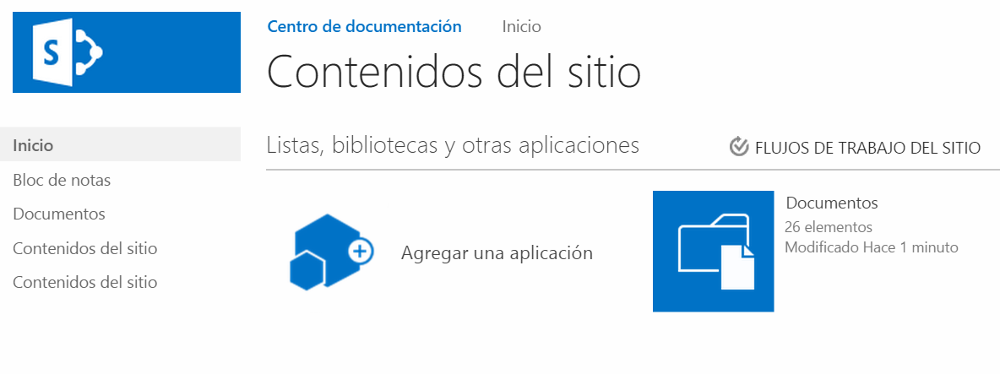 S
Centro de documentación Inicio
Contenidos del sitio
Inicio
Bloc de notas
Documentos
Contenidos del sitio
Contenidos del sitio
Listas, bibliotecas y otras aplicaciones
FLUJOS DE TRABAJO DEL SITIO
Agregar una aplicación
Documentos
26 elementos
Modificado Hace 1 minuto